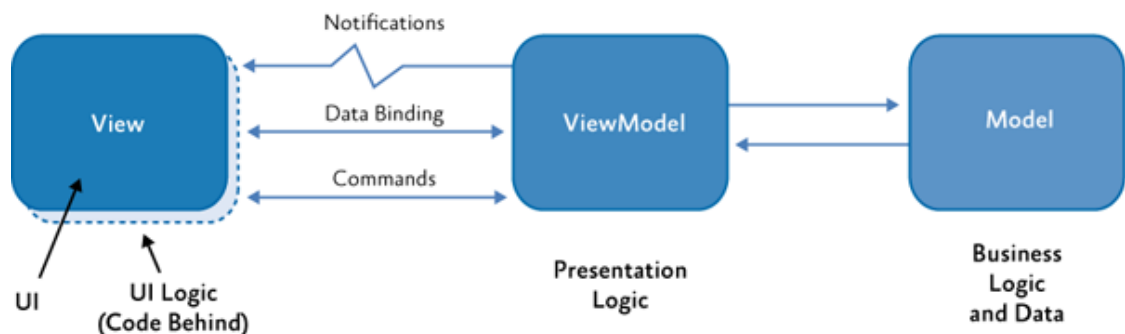 Notifications
View
Data Binding
ViewModel
Model
Commands
UI
UI Logic
(Code Behind)
Presentation
Logic
Business
Logic
and Data